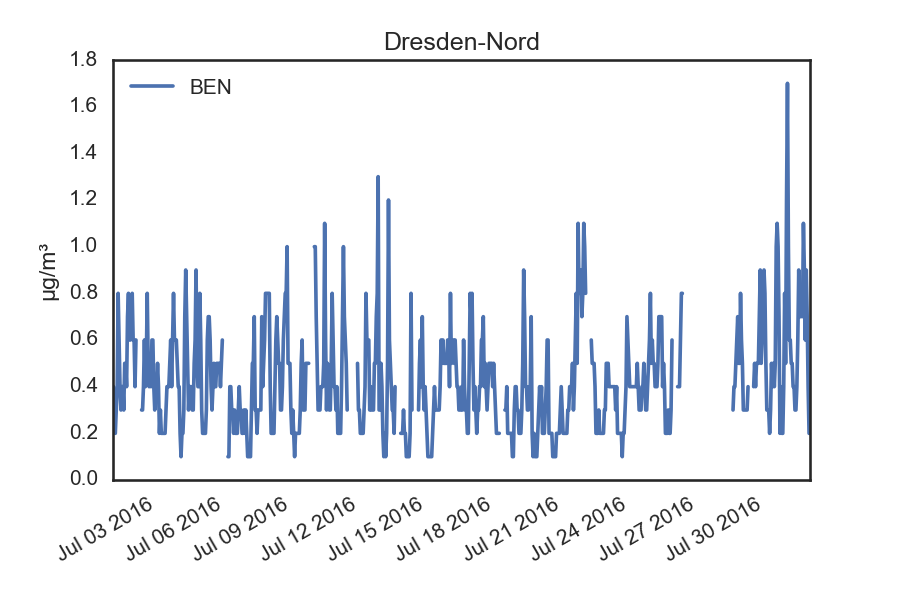 Dresden-Nord
BEN
µg/m³
1.8
1.6
1.4
1.2
1.0
0.8
0.6
0.4
0.2
0.0
Jul 03 2016
Jul 06 2016
Jul 09 2016
Jul 12 2016
Jul 15 2016
Jul 18 2016
Jul 21 2016
Jul 24 2016
Jul 27 2016
Jul 30 2016